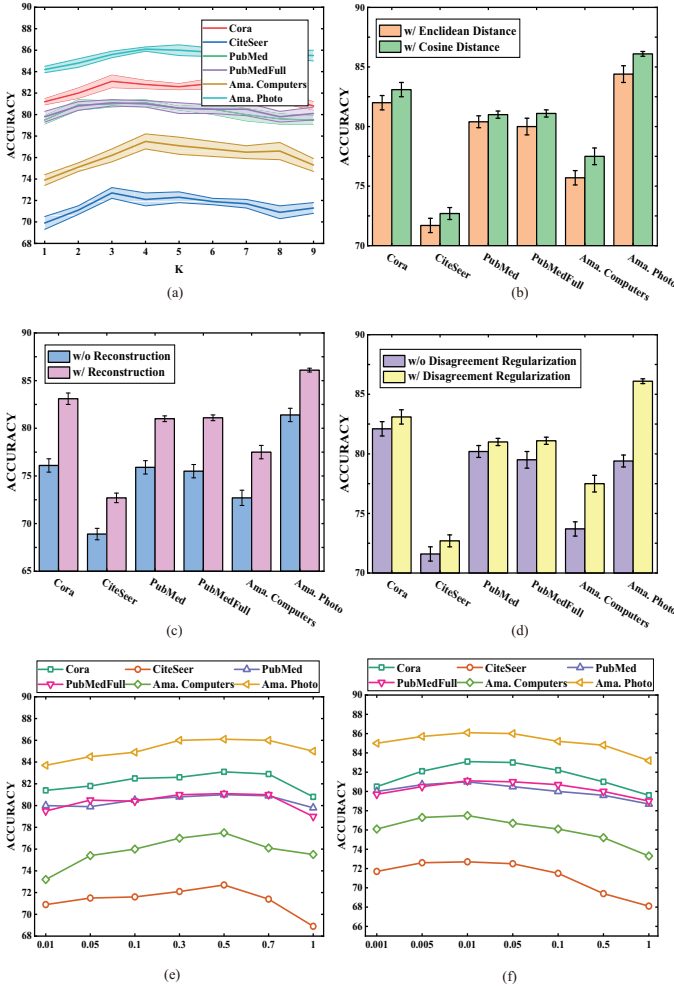 90
88
86
84
82
80
78
76
74
72
70
68
ACCURACY
Cora
CiteSeer
PubMed
PubMedFull
Ama. Computers
Ama. Photo
1 2 3 4 5 6 7 8 9
K
(a)
90
85
80
75
70
ACCURACY
w/ Enclidean Distance
w/ Cosine Distance
Cora CiteSeer PubMed PubMedFull Ama. Computers Ama. Photo
(b)
90
85
80
75
70
65
ACCURACY
w/o Reconstruction
w/ Reconstruction
Cora CiteSeer PubMed PubMedFull Ama. Computers Ama. Photo
(c)
90
85
80
75
70
ACCURACY
w/o Disagreement Regularization
w/ Disagreement Regularization
Cora CiteSeer PubMed PubMedFull Ama. Computers Ama. Photo
(d)
Cora CiteSeer PubMed
PubMedFull Ama. Computers Ama. Photo
90
88
86
84
82
80
78
76
74
72
70
68
ACCURACY
0.01 0.05 0.1 0.3 0.5 0.7 1
(e)
Cora CiteSeer PubMed
PubMedFull Ama. Computers Ama. Photo
90
88
86
84
82
80
78
76
74
72
70
68
66
ACCURACY
0.001 0.005 0.01 0.05 0.1 0.5 1
(f)